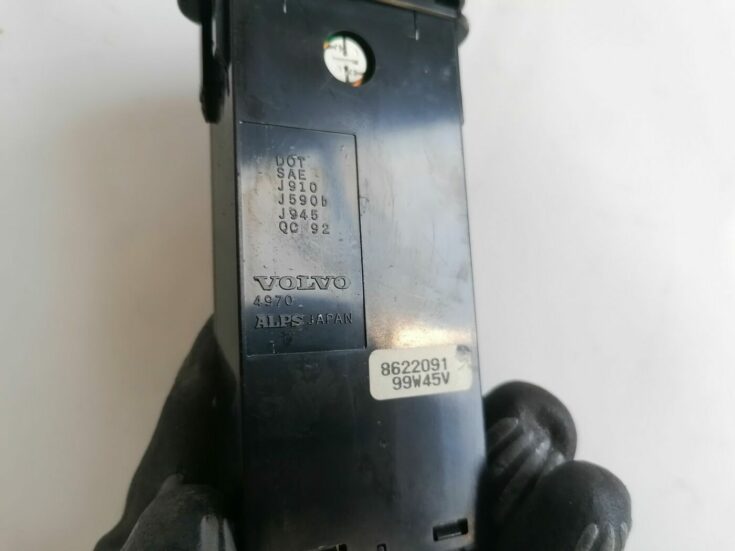 DOT
SAE
J910
J590b
J945
QC 92
VOLVO
4970
ALPS JAPAN
8622091
99W45V